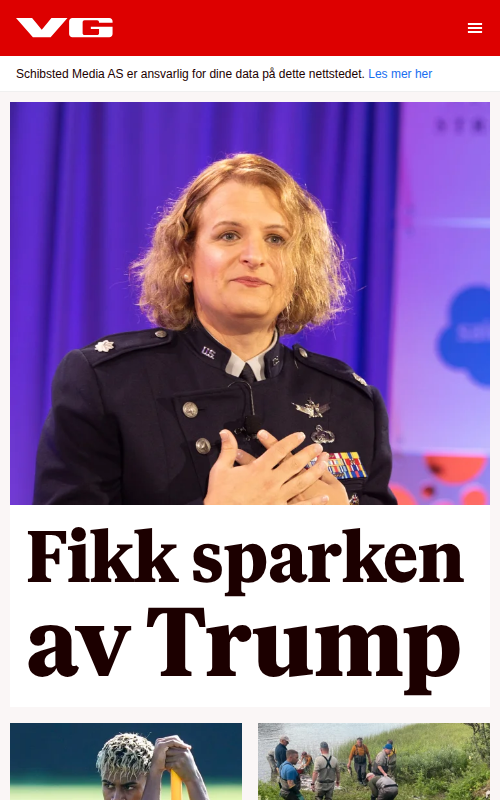 VG
Schibsted Media AS er ansvarlig for dine data på dette nettstedet. Les mer her
Fikk sparken
av Trump